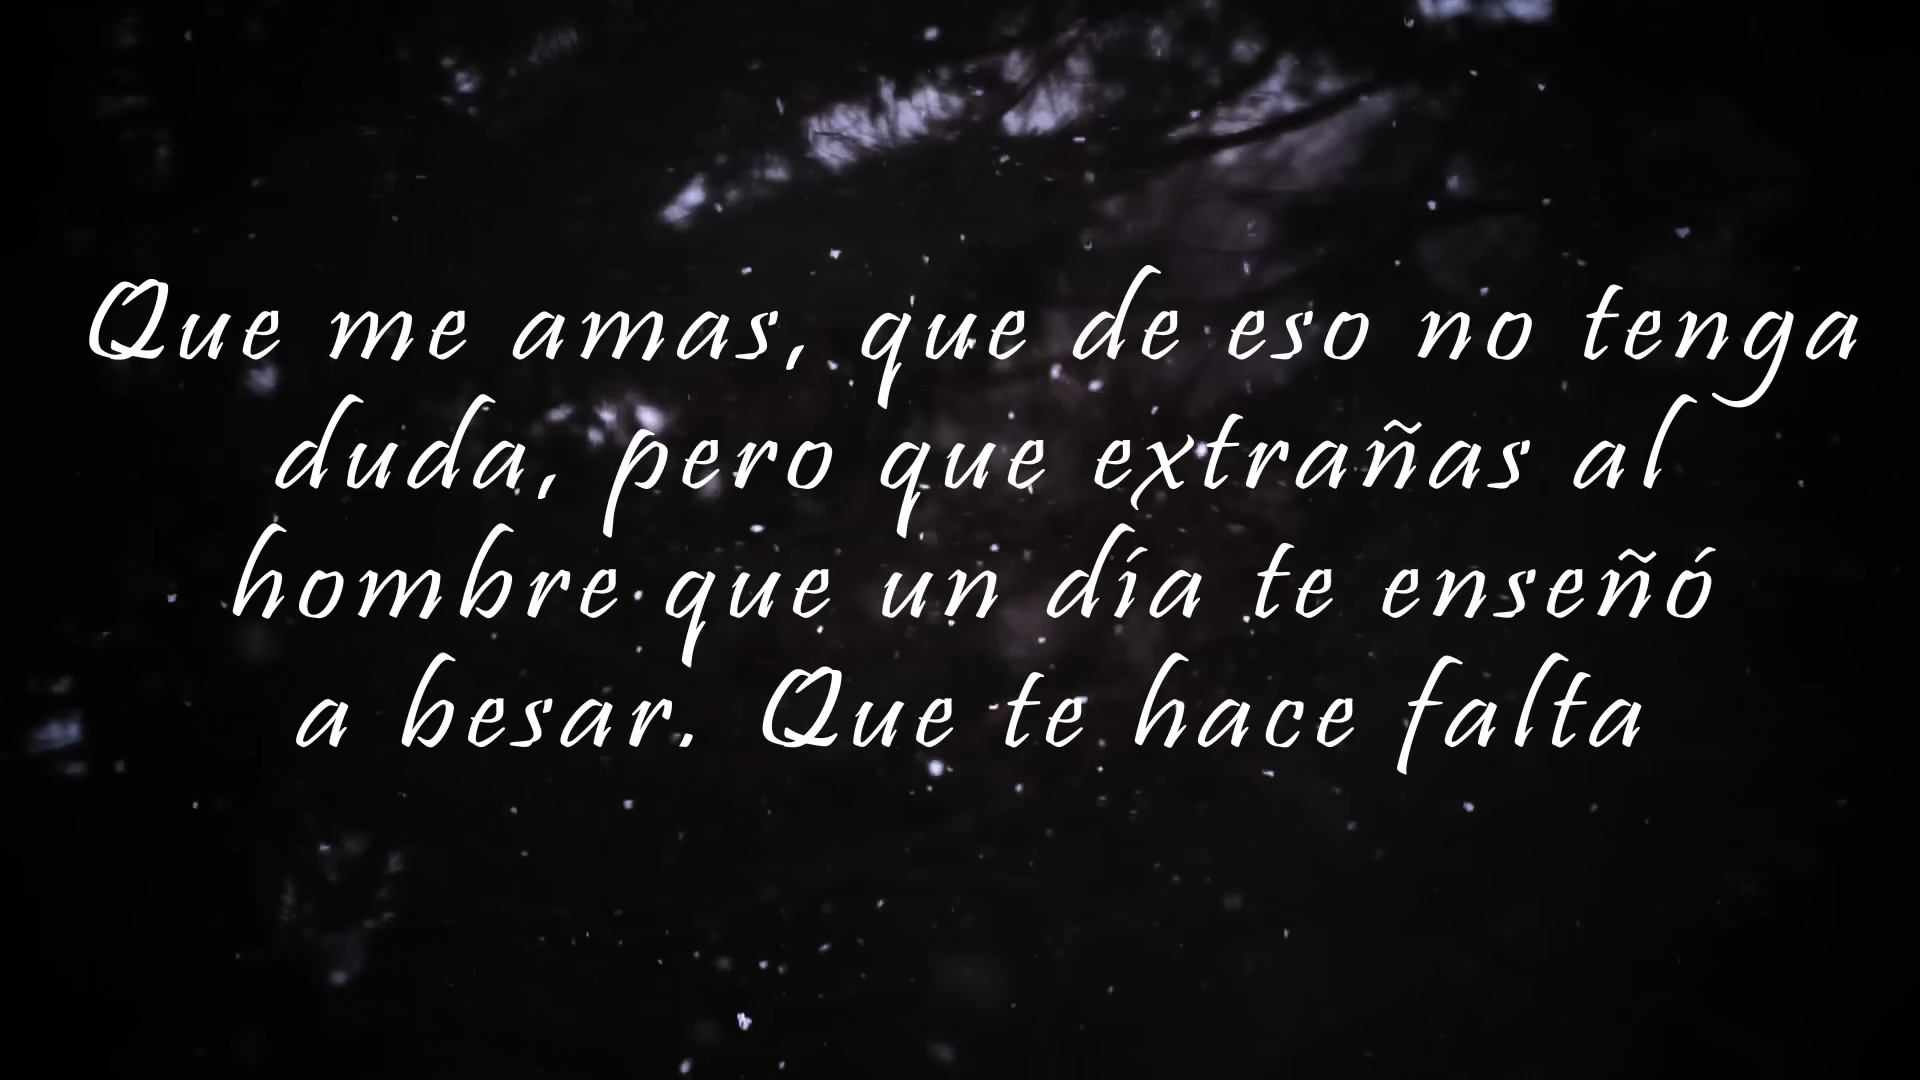 Que me amas, que de eso no tenga
duda, pero que extrañas al
hombre que un día te enseñó
a besar. Que te hace falta